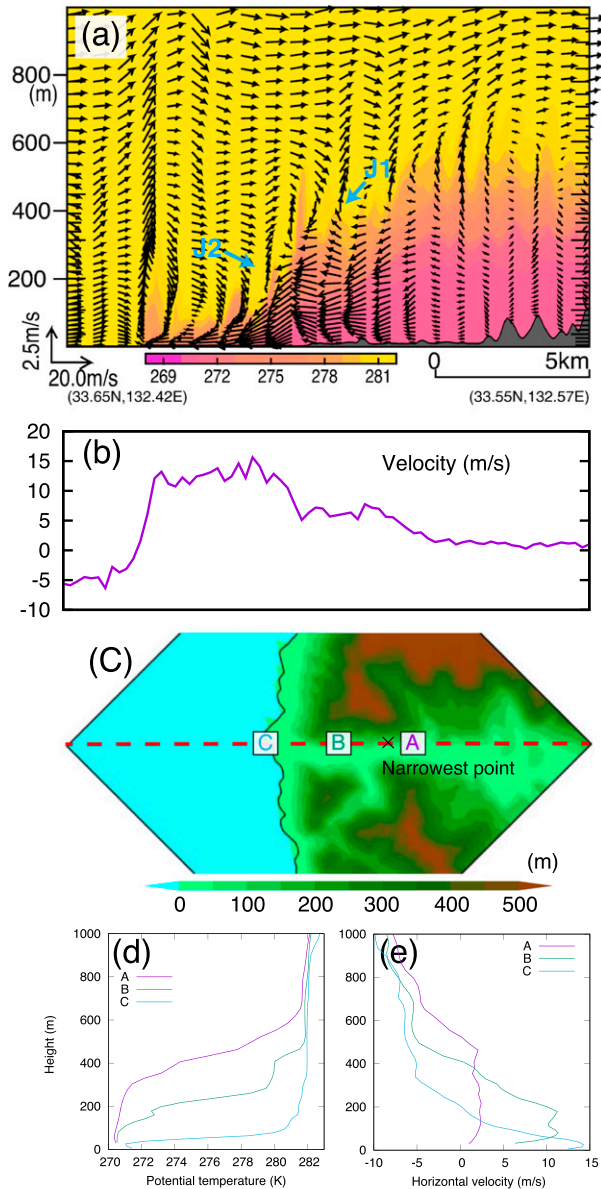 (a)
800
(m)
600
400
200
J1
J2
2.5m/s
20.0m/s
269 272 275 278 281
0 5km
(33.65N,132.42E) (33.55N,132.57E)
(b)
Velocity (m/s)
20
15
10
5
0
-5
-10
(C)
C B A
Narrowest point
(m)
0 100 200 300 400 500
(d)
A
B
C
Height (m)
1000
800
600
400
200
0
270 272 274 276 278 280 282
Potential temperature (K)
(e)
A
B
C
1000
800
600
400
200
0
-10 -5 0 5 10 15
Horizontal velocity (m/s)